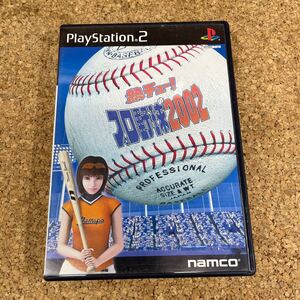 PlayStation 2
熱チュー!
プロ野球2002
PROFESSIONAL
ACCURATE
SIZE & WT
namco